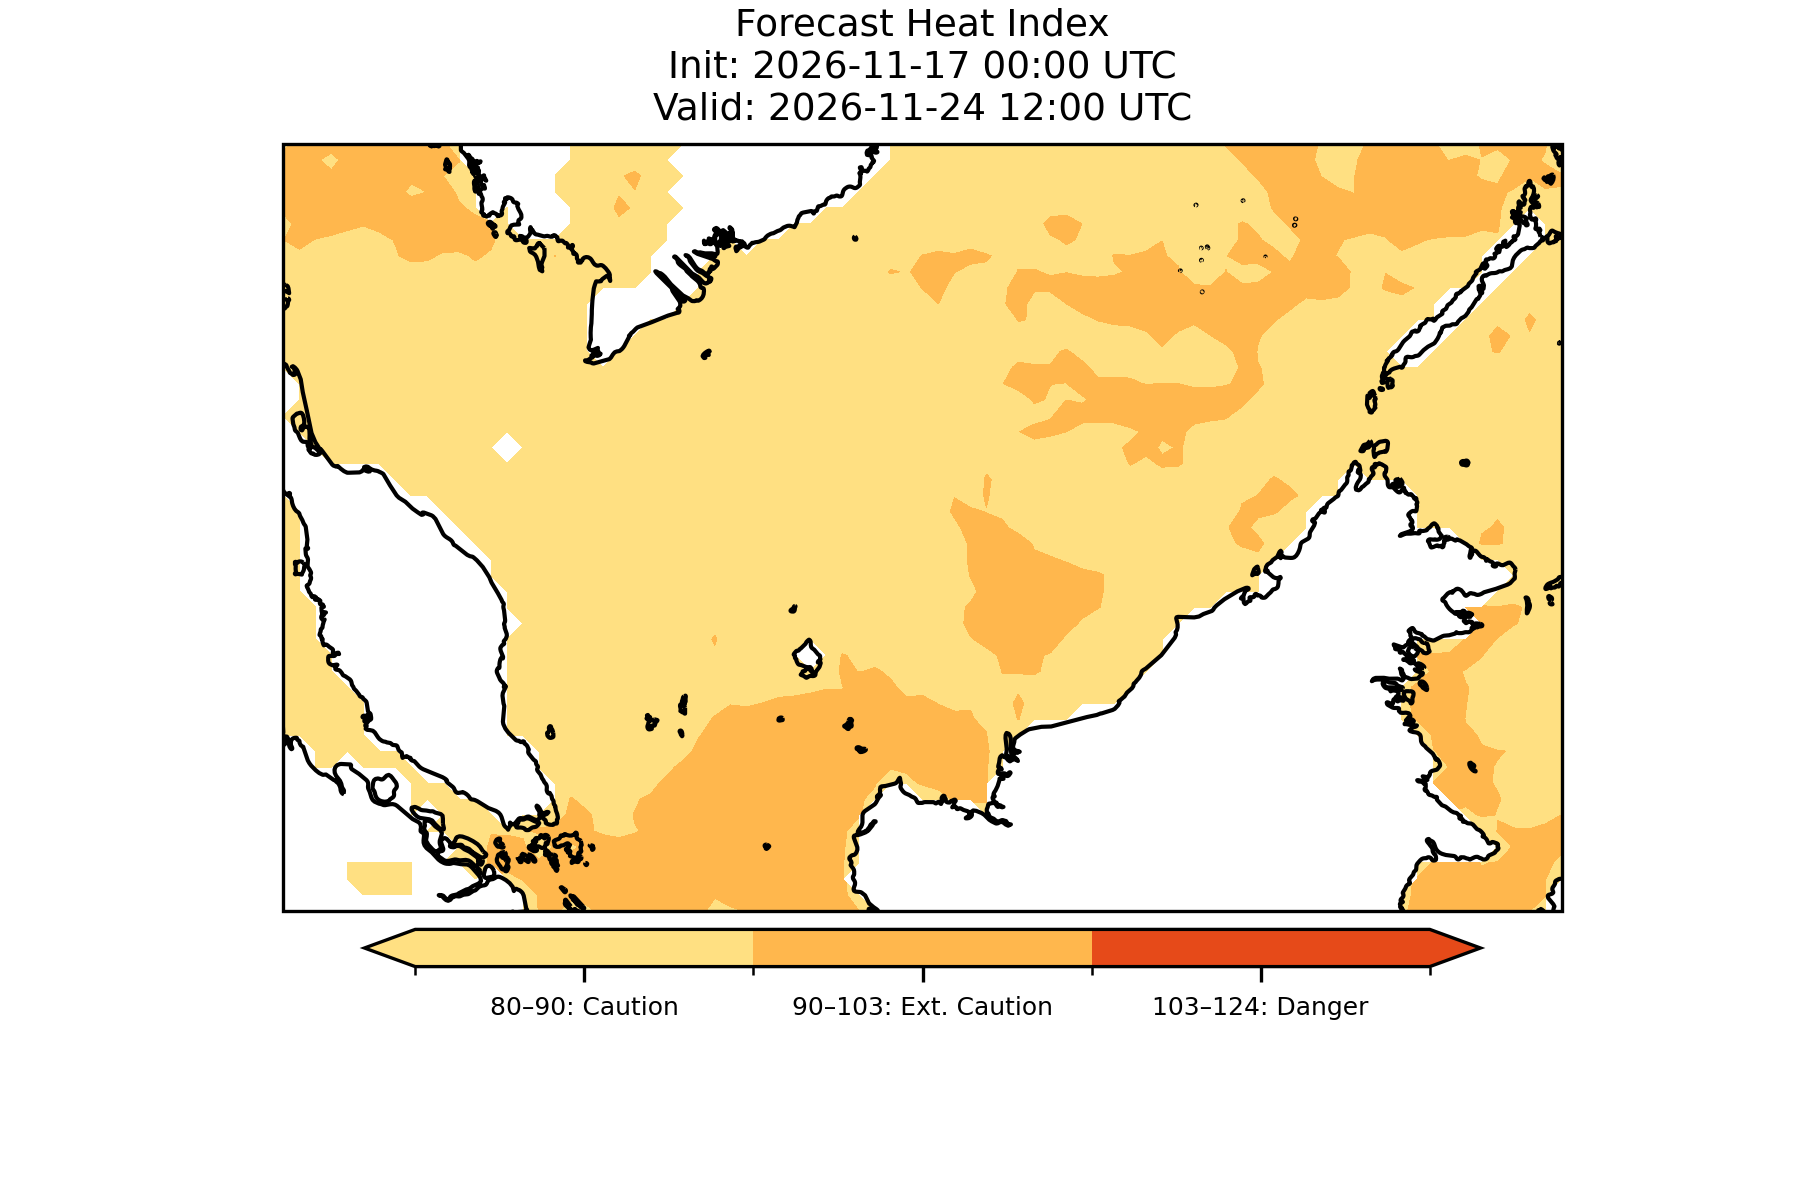 Forecast Heat Index
Init: 2026-11-17 00:00 UTC
Valid: 2026-11-24 12:00 UTC
80–90: Caution
90–103: Ext. Caution
103–124: Danger